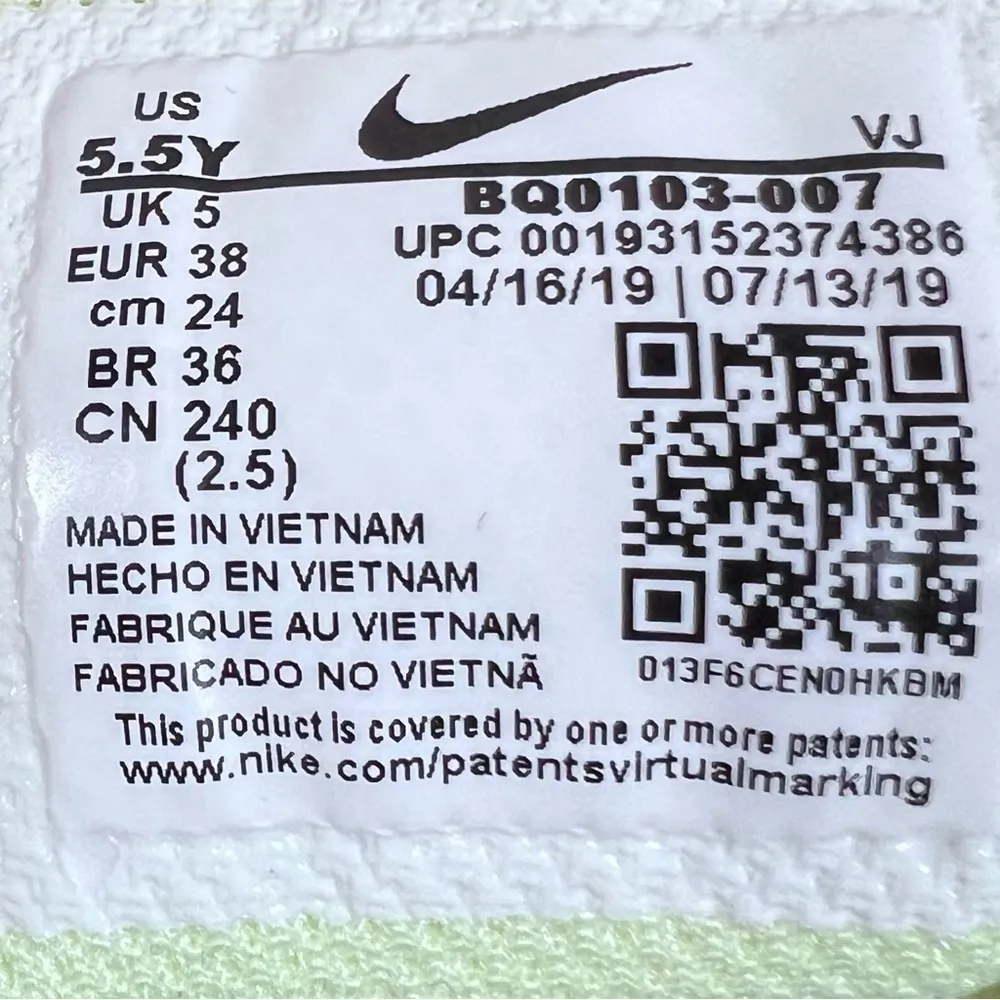 US
5.5Y
VJ
UK 5
BQ0103-007
EUR 38
UPC 00193152374386
cm 24
04/16/19 | 07/13/19
BR 36
CN 240
(2.5)
MADE IN VIETNAM
HECHO EN VIETNAM
FABRIQUE AU VIETNAM
FABRICADO NO VIETNÃ
013F6CEN0HKBM
This product is covered by one or more patents:
www.nike.com/patentsvirtualmarking